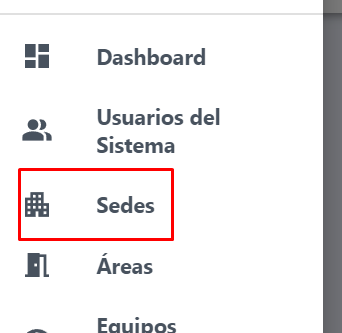 Dashboard
Usuarios del
Sistema
Sedes
Áreas
Equipos